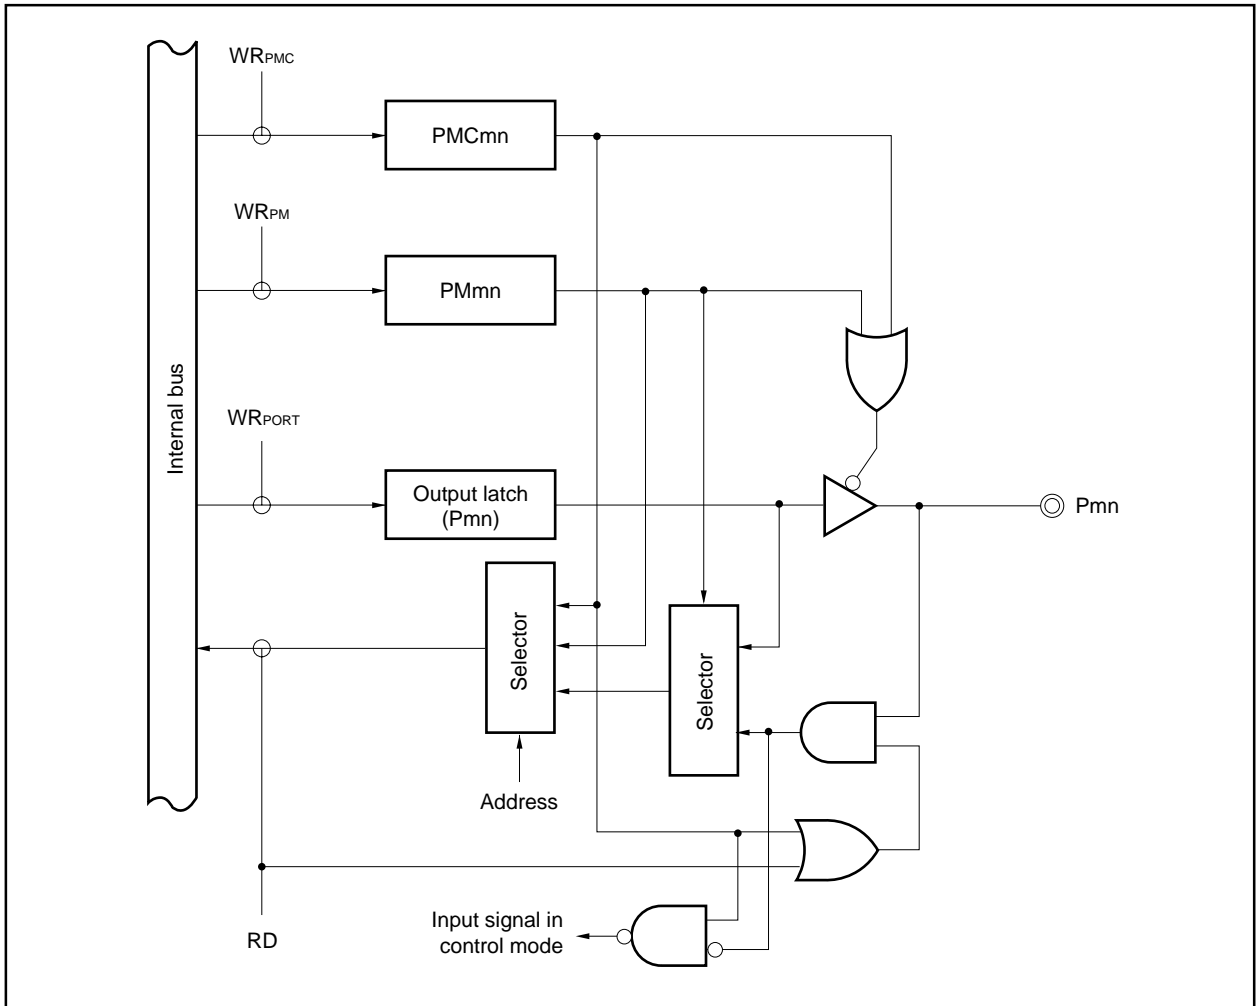 WRPMC
PMCmn
WRPM
PMmn
Internal bus
WRPORT
Output latch
(Pmn)
Pmn
Selector
Selector
Address
Input signal in
control mode
RD